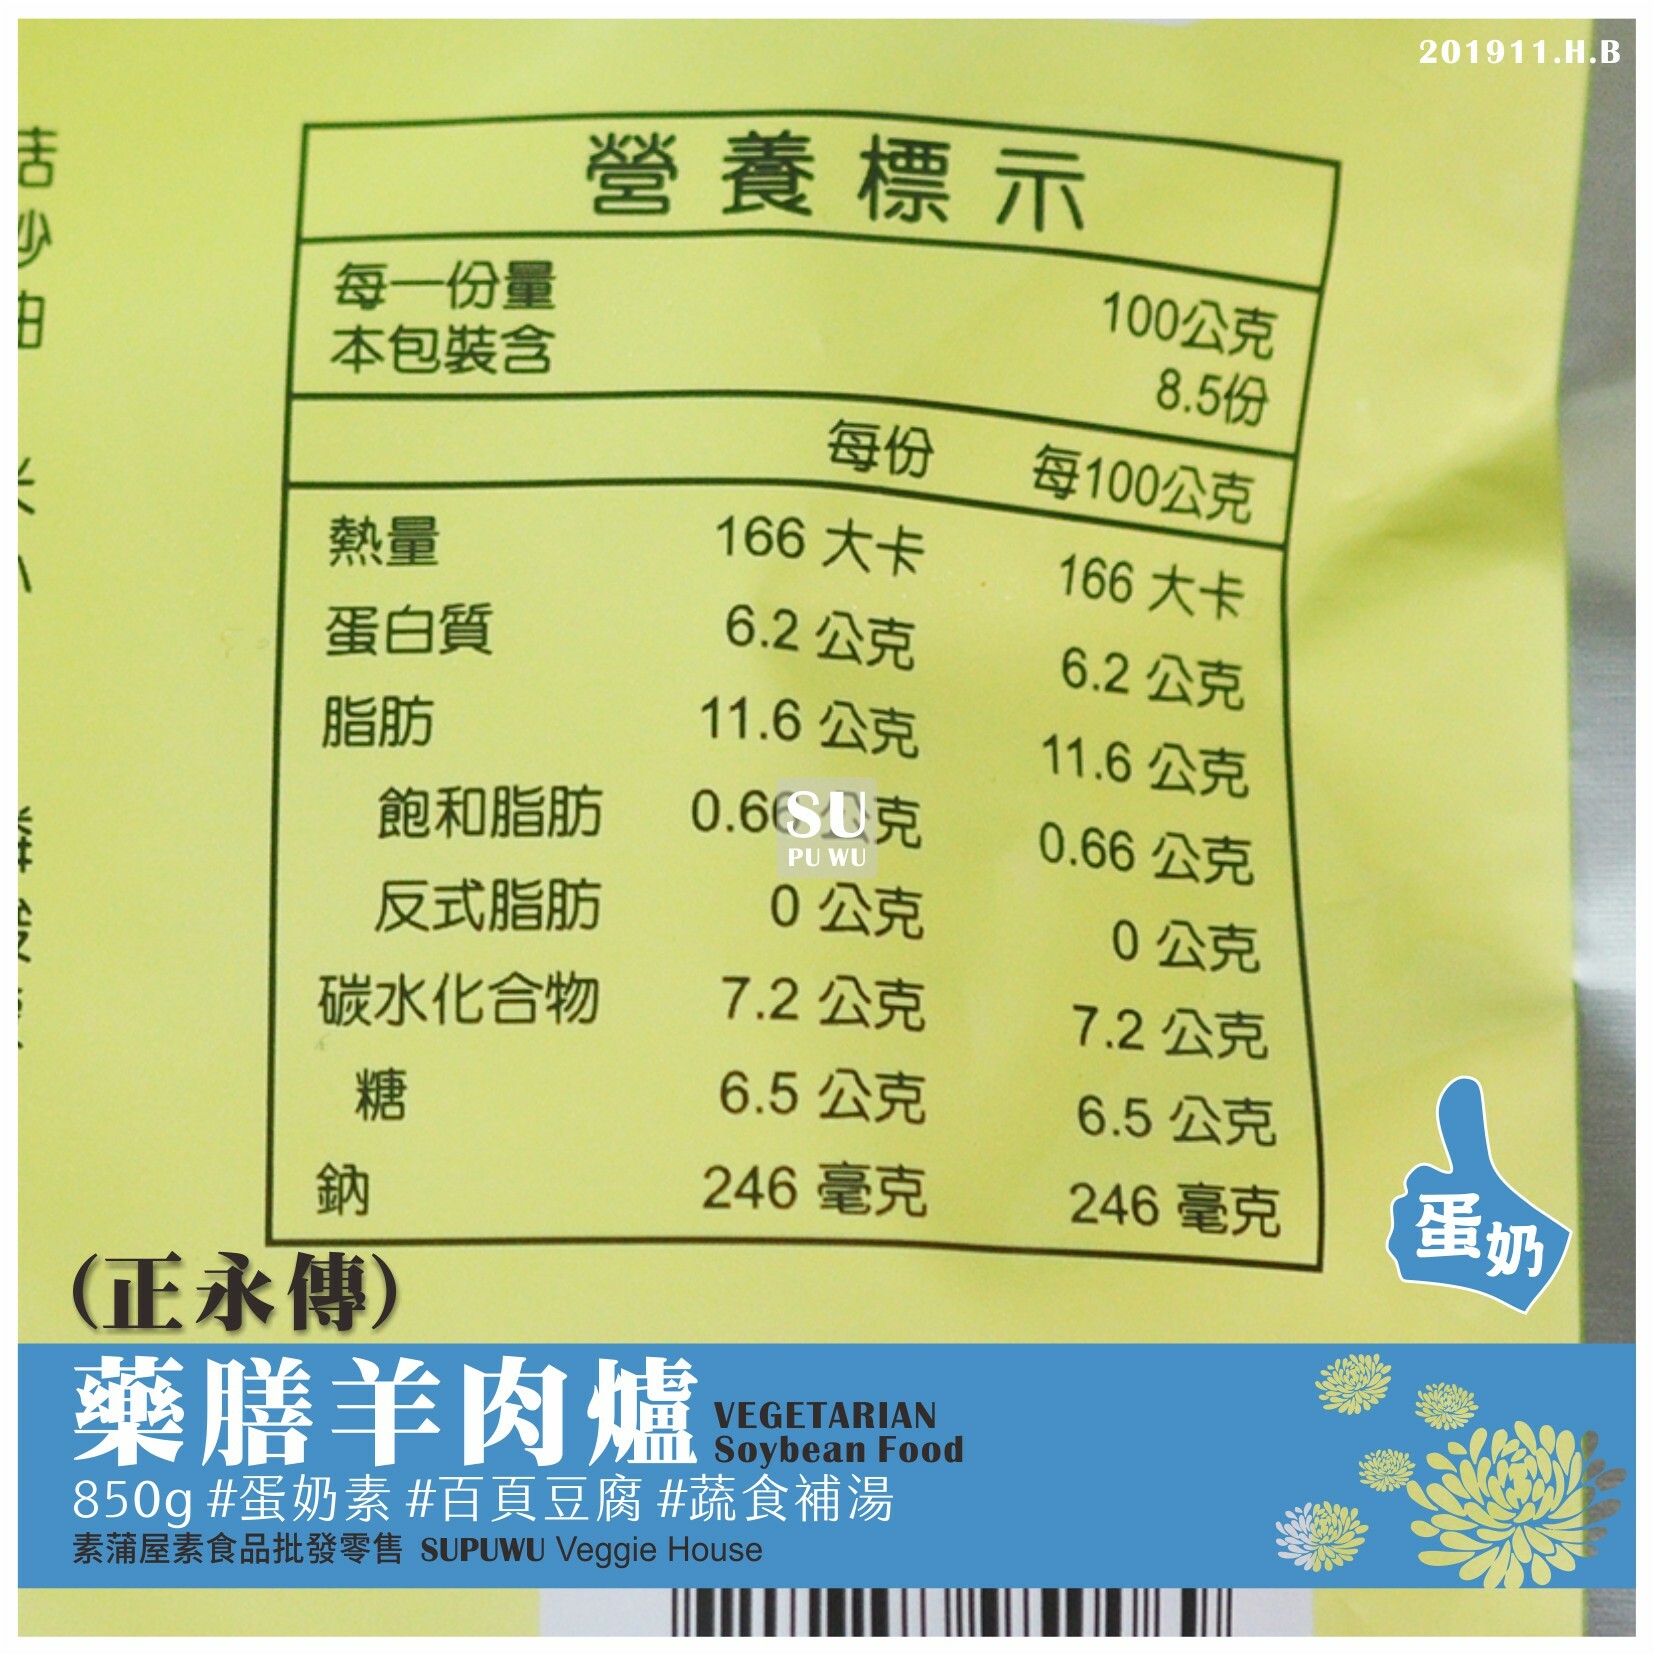 201911.H.B
營養標示
每一份量 100公克
本包裝含 8.5份
每份 每100公克
熱量 166 大卡 166 大卡
蛋白質 6.2 公克 6.2 公克
脂肪 11.6 公克 11.6 公克
飽和脂肪 0.66 公克 0.66 公克
SU
PU WU
反式脂肪 0 公克 0 公克
碳水化合物 7.2 公克 7.2 公克
糖 6.5 公克 6.5 公克
鈉 246 毫克 246 毫克
蛋奶
(正永傳)
藥膳羊肉爐 VEGETARIAN
Soybean Food
850g #蛋奶素 #百頁豆腐 #蔬食補湯
素蒲屋素食品批發零售 SUPUWU Veggie House